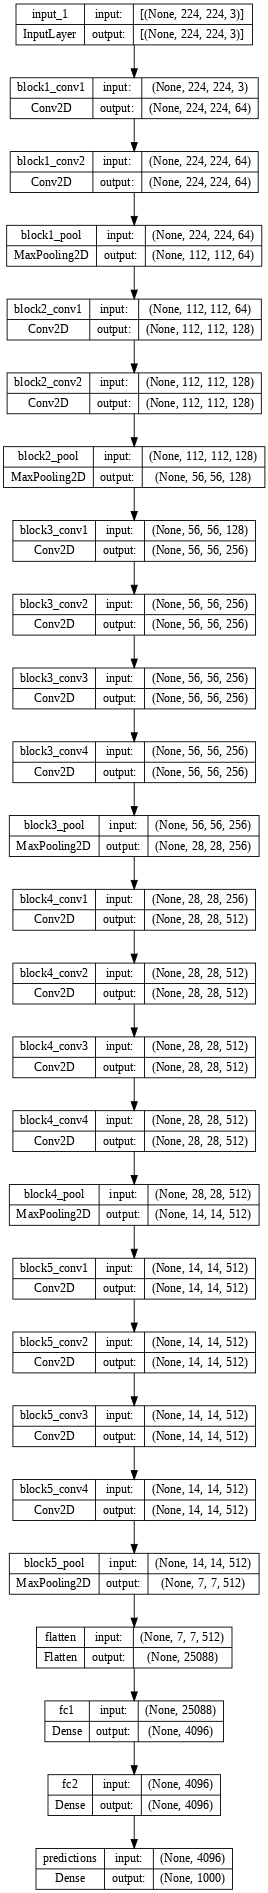 input_1 input: [(None, 224, 224, 3)]
InputLayer output: [(None, 224, 224, 3)]
block1_conv1 input: (None, 224, 224, 3)
Conv2D output: (None, 224, 224, 64)
block1_conv2 input: (None, 224, 224, 64)
Conv2D output: (None, 224, 224, 64)
block1_pool input: (None, 224, 224, 64)
MaxPooling2D output: (None, 112, 112, 64)
block2_conv1 input: (None, 112, 112, 64)
Conv2D output: (None, 112, 112, 128)
block2_conv2 input: (None, 112, 112, 128)
Conv2D output: (None, 112, 112, 128)
block2_pool input: (None, 112, 112, 128)
MaxPooling2D output: (None, 56, 56, 128)
block3_conv1 input: (None, 56, 56, 128)
Conv2D output: (None, 56, 56, 256)
block3_conv2 input: (None, 56, 56, 256)
Conv2D output: (None, 56, 56, 256)
block3_conv3 input: (None, 56, 56, 256)
Conv2D output: (None, 56, 56, 256)
block3_conv4 input: (None, 56, 56, 256)
Conv2D output: (None, 56, 56, 256)
block3_pool input: (None, 56, 56, 256)
MaxPooling2D output: (None, 28, 28, 256)
block4_conv1 input: (None, 28, 28, 256)
Conv2D output: (None, 28, 28, 512)
block4_conv2 input: (None, 28, 28, 512)
Conv2D output: (None, 28, 28, 512)
block4_conv3 input: (None, 28, 28, 512)
Conv2D output: (None, 28, 28, 512)
block4_conv4 input: (None, 28, 28, 512)
Conv2D output: (None, 28, 28, 512)
block4_pool input: (None, 28, 28, 512)
MaxPooling2D output: (None, 14, 14, 512)
block5_conv1 input: (None, 14, 14, 512)
Conv2D output: (None, 14, 14, 512)
block5_conv2 input: (None, 14, 14, 512)
Conv2D output: (None, 14, 14, 512)
block5_conv3 input: (None, 14, 14, 512)
Conv2D output: (None, 14, 14, 512)
block5_conv4 input: (None, 14, 14, 512)
Conv2D output: (None, 14, 14, 512)
block5_pool input: (None, 14, 14, 512)
MaxPooling2D output: (None, 7, 7, 512)
flatten input: (None, 7, 7, 512)
Flatten output: (None, 25088)
fc1 input: (None, 25088)
Dense output: (None, 4096)
fc2 input: (None, 4096)
Dense output: (None, 4096)
predictions input: (None, 4096)
Dense output: (None, 1000)